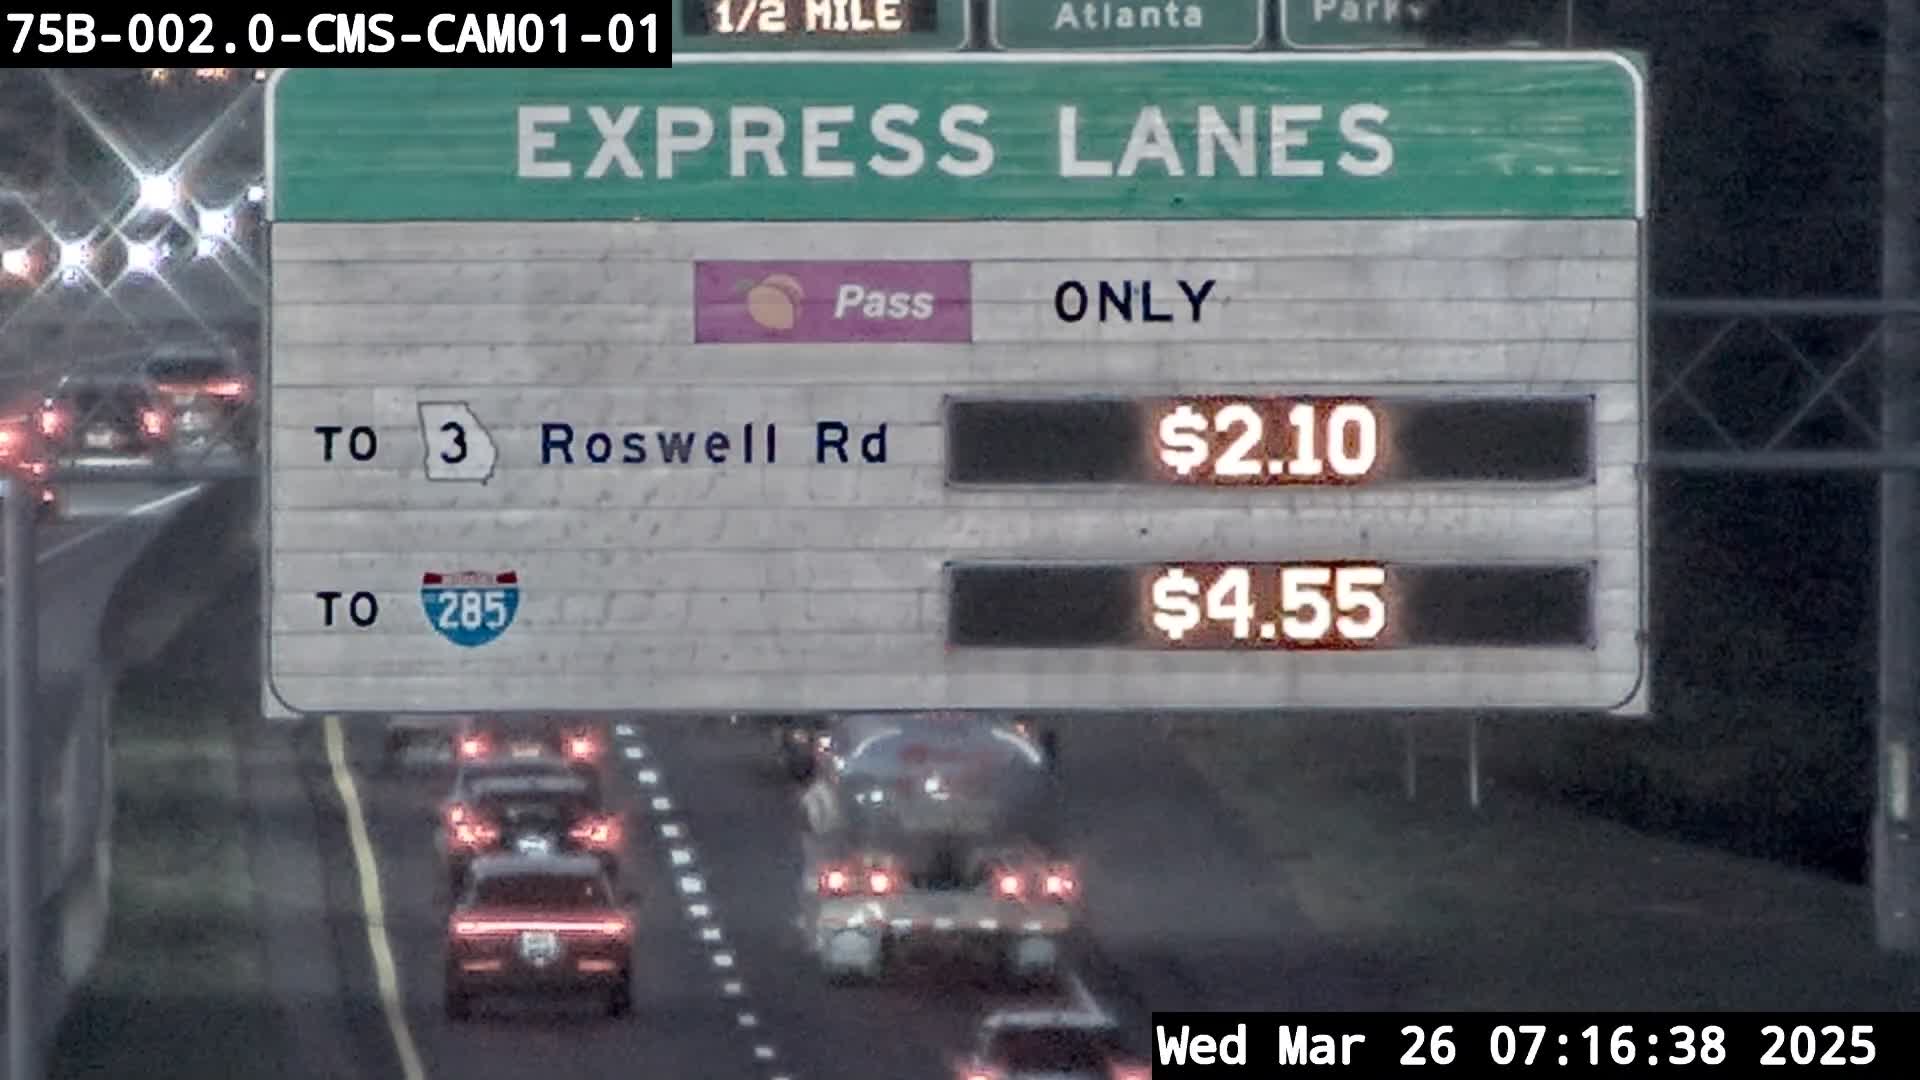 75B-002.0-CMS-CAM01-01
1/2 MILE
Atlanta
EXPRESS LANES
Pass ONLY
TO 3 Roswell Rd $2.10
TO 285 $4.55
Wed Mar 26 07:16:38 2025